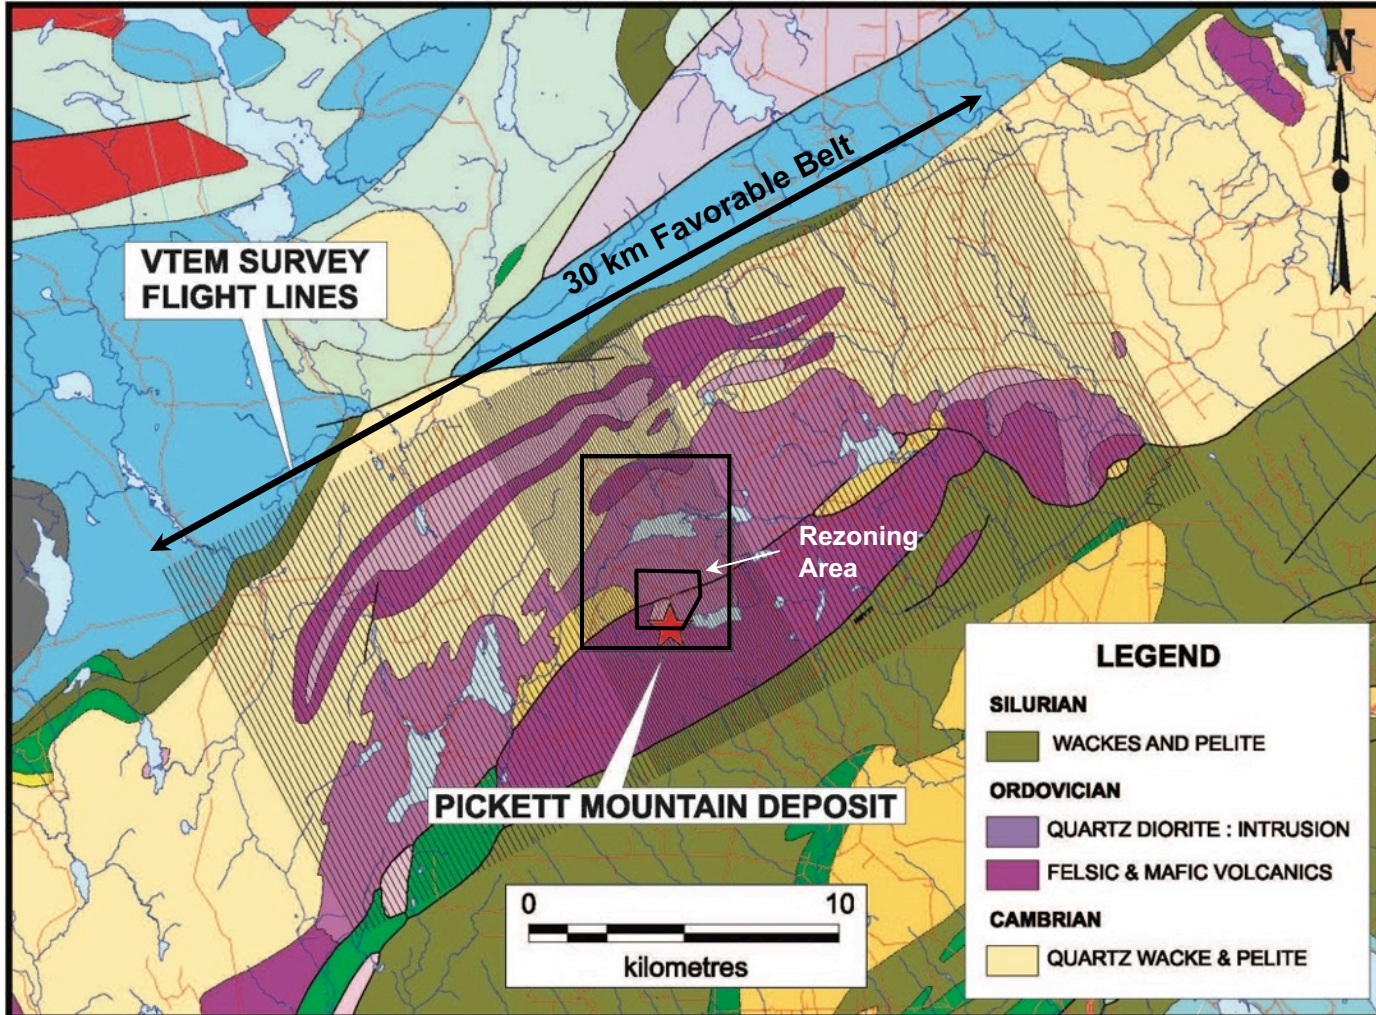 N
30 km Favorable Belt
VTEM SURVEY
FLIGHT LINES
Rezoning
Area
PICKETT MOUNTAIN DEPOSIT
0 10
kilometres
LEGEND
SILURIAN
WACKES AND PELITE
ORDOVICIAN
QUARTZ DIORITE : INTRUSION
FELSIC & MAFIC VOLCANICS
CAMBRIAN
QUARTZ WACKE & PELITE